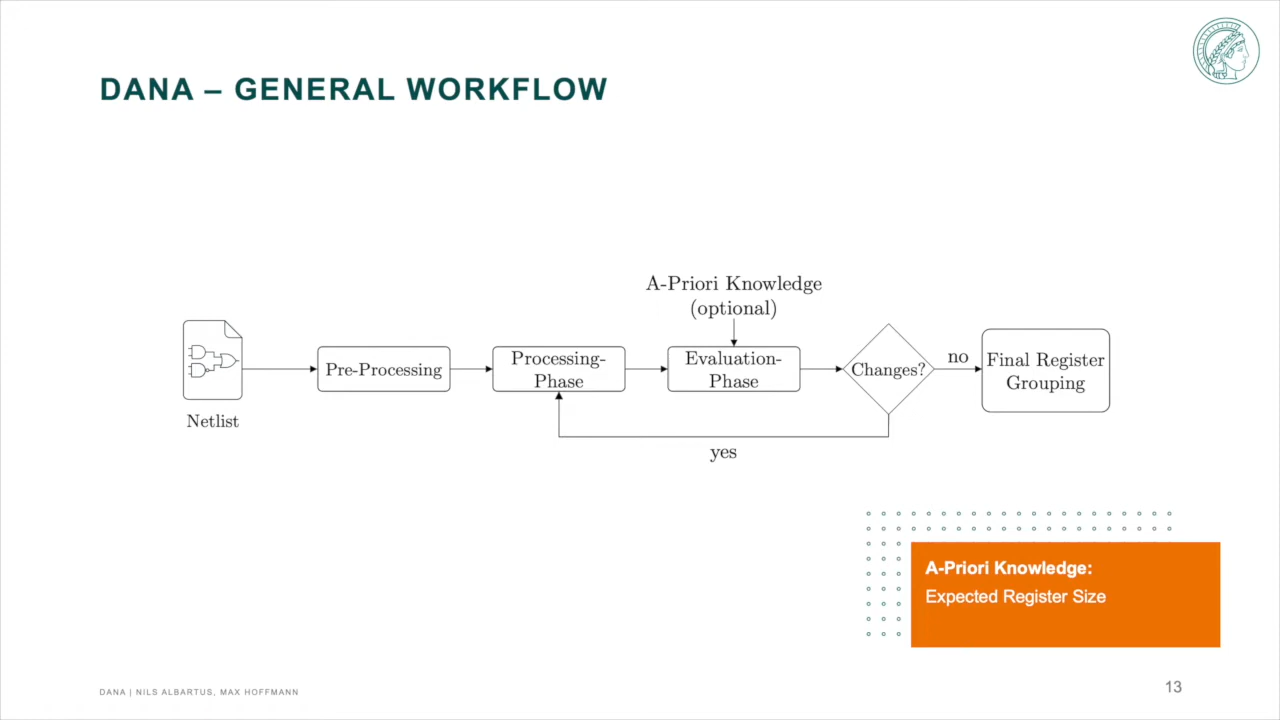 DANA – GENERAL WORKFLOW
A-Priori Knowledge
(optional)
Netlist
Pre-Processing
Processing-
Phase
Evaluation-
Phase
Changes?
no
yes
Final Register
Grouping
A-Priori Knowledge:
Expected Register Size
DANA | NILS ALBARTUS, MAX HOFFMANN
13